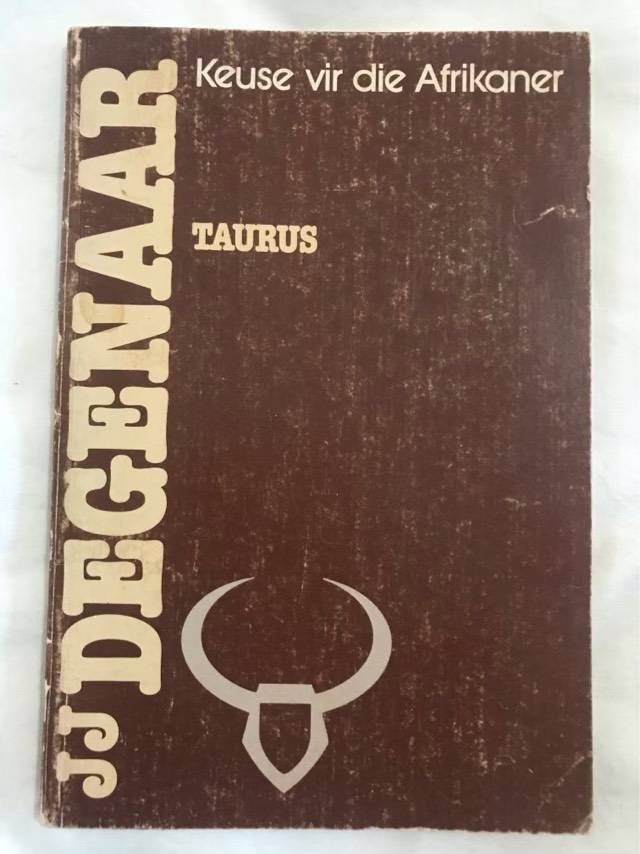 Keuse vir die Afrikaner
TAURUS
JJ DEGENAAR